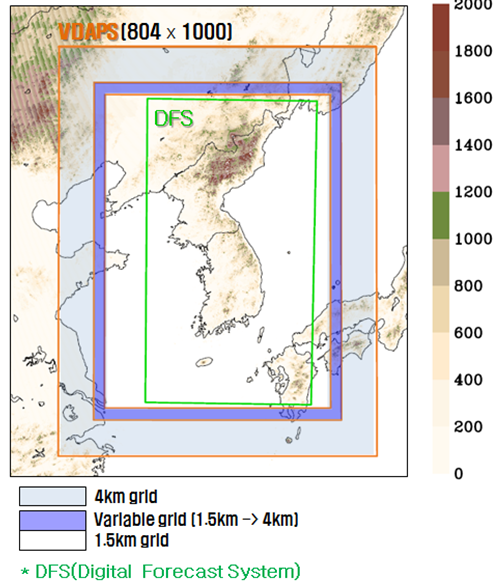 VDAPS(804 x 1000)
DFS
2000
1800
1600
1400
1200
1000
800
600
400
200
0
4km grid
Variable grid (1.5km -> 4km)
1.5km grid
* DFS(Digital Forecast System)